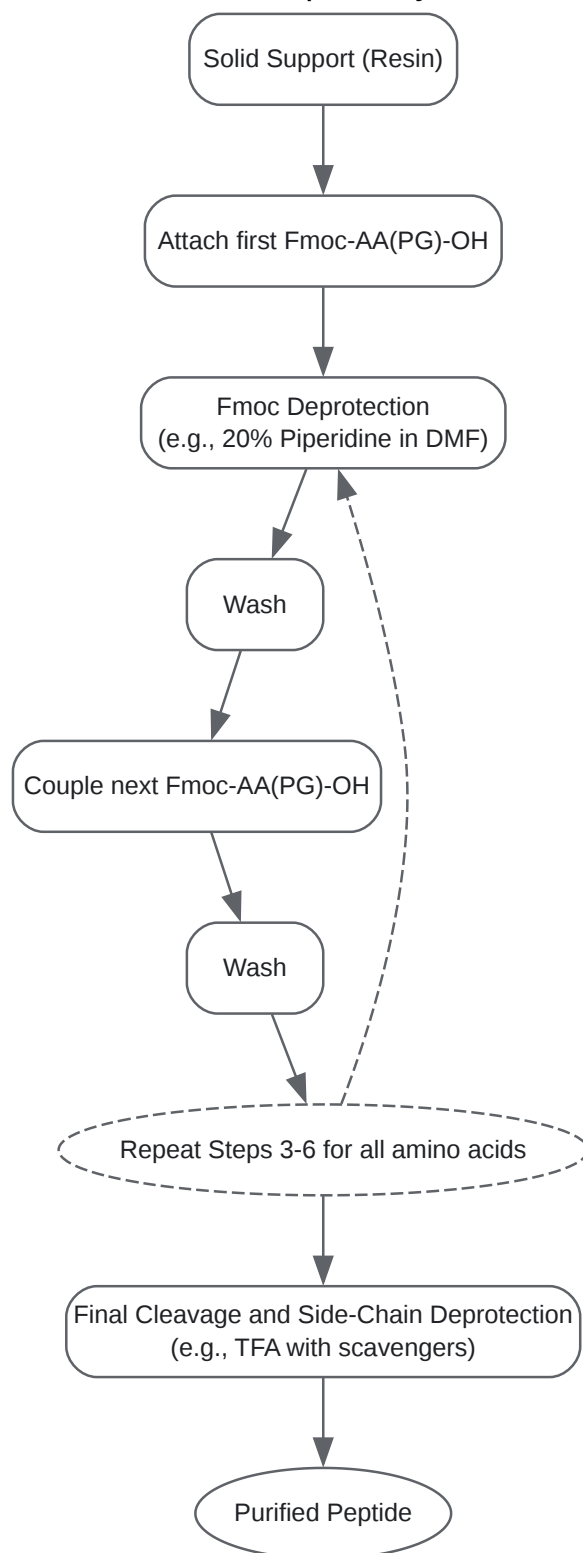 Solid Support (Resin)
Attach first Fmoc-AA(PG)-OH
Fmoc Deprotection
(e.g., 20% Piperidine in DMF)
Wash
Couple next Fmoc-AA(PG)-OH
Wash
Repeat Steps 3-6 for all amino acids
Final Cleavage and Side-Chain Deprotection
(e.g., TFA with scavengers)
Purified Peptide